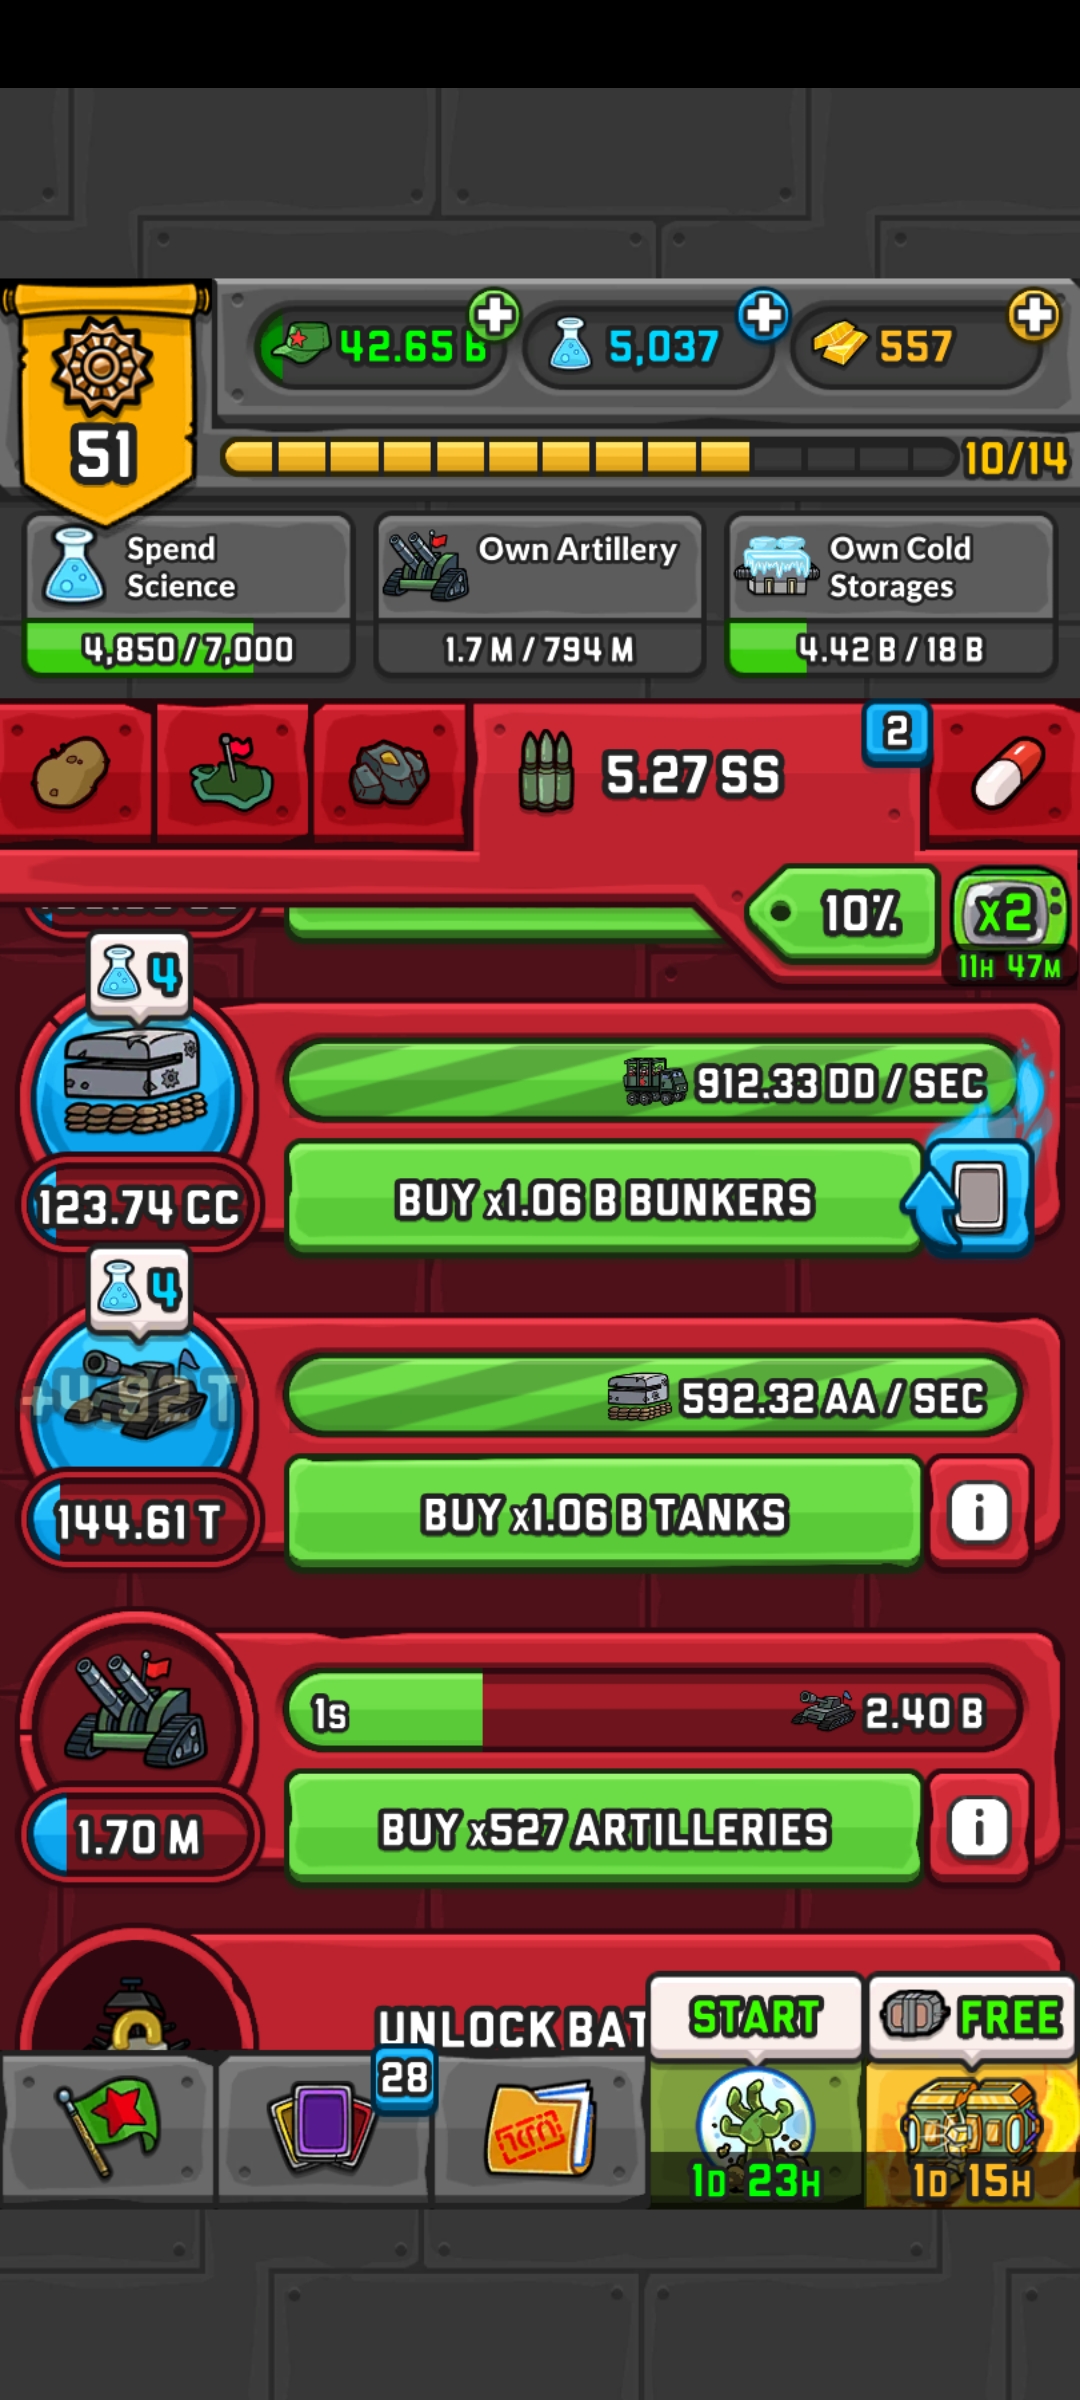 42.65 B
5,037
557
51
10/14
Spend
Science
4,850/7,000
Own Artillery
1.7 M / 794 M
Own Cold
Storages
4.42 B / 18 B
5.27 SS
2
10%
x2
11H 47M
4
912.33 DD / SEC
123.74 CC
BUY x1.06 B BUNKERS
4
+4.92 T
592.32 AA / SEC
144.61 T
BUY x1.06 B TANKS
i
1s
2.40 B
1.70 M
BUY x527 ARTILLERIES
i
UNLOCK BAT
START
FREE
28
1D 23H
1D 15H